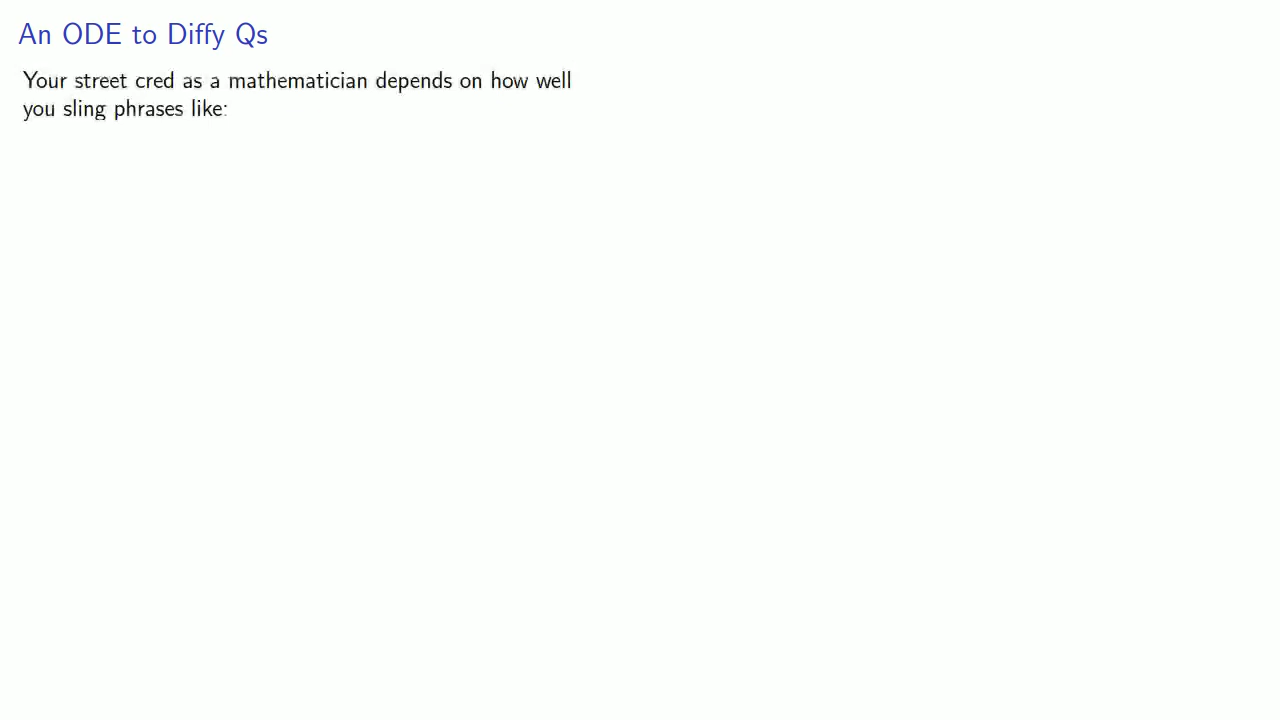 An ODE to Diffy Qs
Your street cred as a mathematician depends on how well
you sling phrases like: